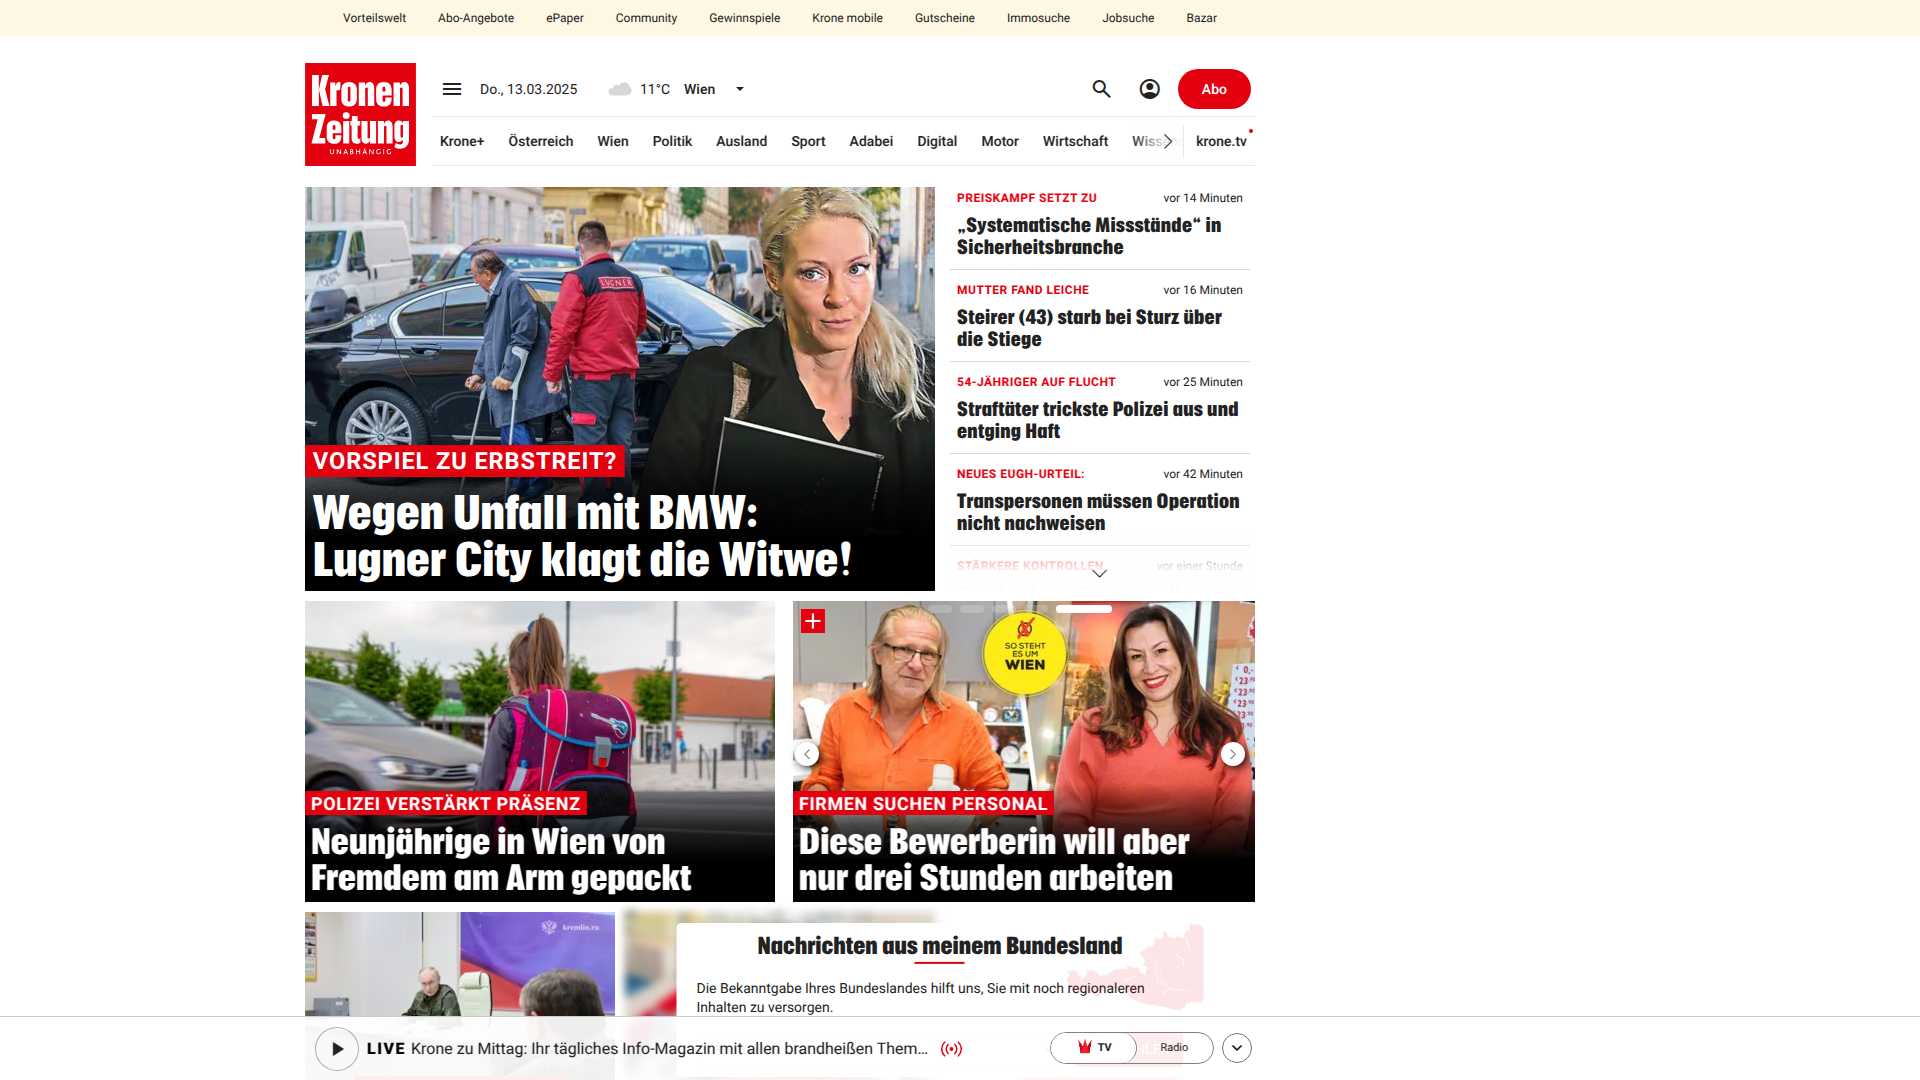 Vorteilswelt Abo-Angebote ePaper Community Gewinnspiele Krone mobile Gutscheine Immosuche Jobsuche Bazar
Kronen
Zeitung
UNABHÄNGIG
Do., 13.03.2025 11°C Wien
Abo
Krone+ Österreich Wien Politik Ausland Sport Adabei Digital Motor Wirtschaft krone.tv
LUGNER
VORSPIEL ZU ERBSTREIT?
Wegen Unfall mit BMW:
Lugner City klagt die Witwe!
PREISKAMPF SETZT ZU vor 14 Minuten
„Systematische Missstände“ in
Sicherheitsbranche
MUTTER FAND LEICHE vor 16 Minuten
Steirer (43) starb bei Sturz über
die Stiege
54-JÄHRIGER AUF FLUCHT vor 25 Minuten
Straftäter trickste Polizei aus und
entging Haft
NEUES EUGH-URTEIL: vor 42 Minuten
Transpersonen müssen Operation
nicht nachweisen
STÄRKERE KONTROLLEN vor einer Stunde
POLIZEI VERSTÄRKT PRÄSENZ
Neunjährige in Wien von
Fremdem am Arm gepackt
SO STEHT
ES UM
WIEN
FIRMEN SUCHEN PERSONAL
Diese Bewerberin will aber
nur drei Stunden arbeiten
kremlin.ru
Nachrichten aus meinem Bundesland
Die Bekanntgabe Ihres Bundeslandes hilft uns, Sie mit noch regionaleren
Inhalten zu versorgen.
LIVE Krone zu Mittag: Ihr tägliches Info-Magazin mit allen brandheißen Them...
TV Radio